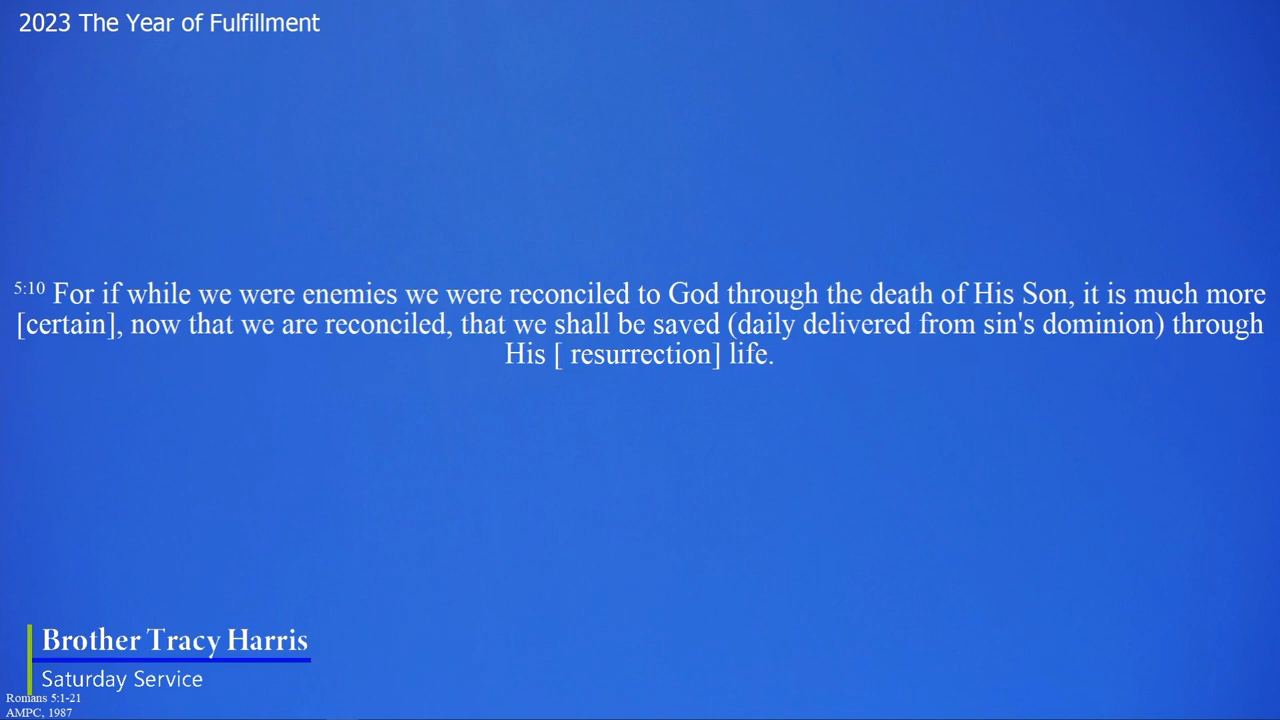 2023 The Year of Fulfillment
5:10 For if while we were enemies we were reconciled to God through the death of His Son, it is much more
[certain], now that we are reconciled, that we shall be saved (daily delivered from sin's dominion) through
His [ resurrection] life.
Brother Tracy Harris
Saturday Service
Romans 5:1-21
AMPC, 1987